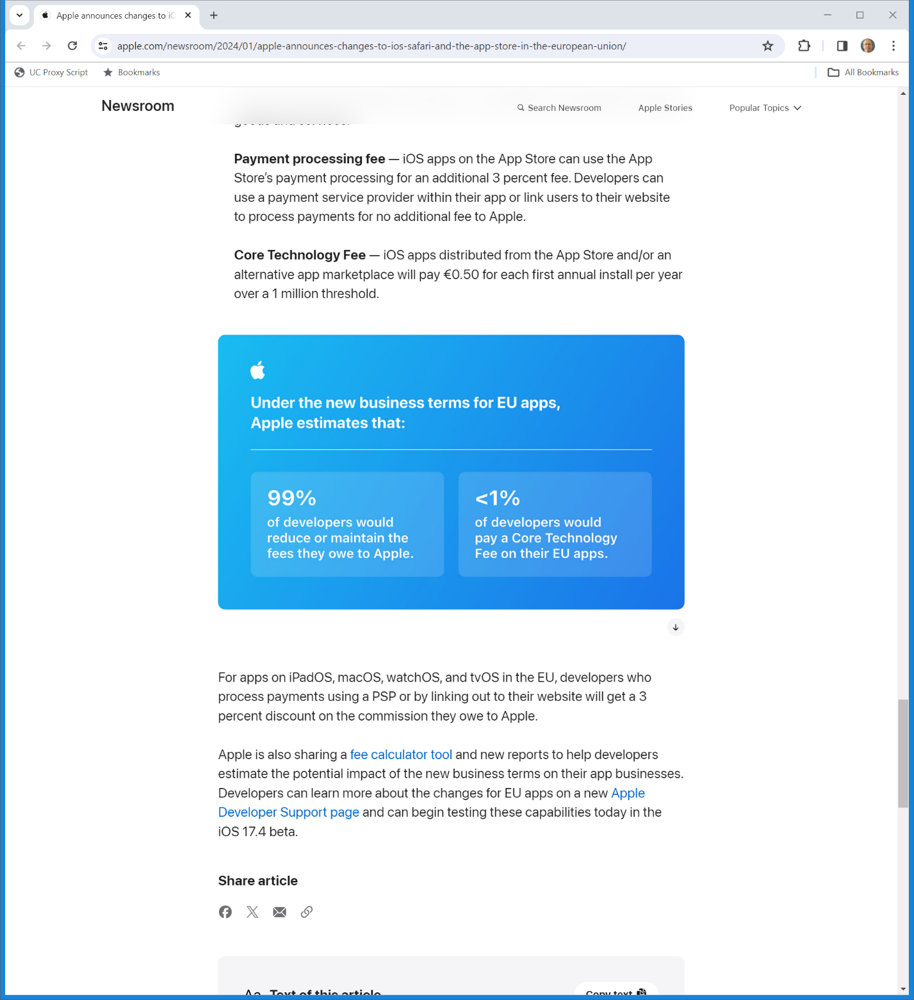 Apple announces changes to iO
apple.com/newsroom/2024/01/apple-announces-changes-to-ios-safari-and-the-app-store-in-the-european-union/
UC Proxy Script
Bookmarks
All Bookmarks
Newsroom
Search Newsroom
Apple Stories
Popular Topics
goods and services.
Payment processing fee — iOS apps on the App Store can use the App
Store’s payment processing for an additional 3 percent fee. Developers can
use a payment service provider within their app or link users to their website
to process payments for no additional fee to Apple.
Core Technology Fee — iOS apps distributed from the App Store and/or an
alternative app marketplace will pay €0.50 for each first annual install per year
over a 1 million threshold.
Under the new business terms for EU apps,
Apple estimates that:
99%
of developers would
reduce or maintain the
fees they owe to Apple.
<1%
of developers would
pay a Core Technology
Fee on their EU apps.
For apps on iPadOS, macOS, watchOS, and tvOS in the EU, developers who
process payments using a PSP or by linking out to their website will get a 3
percent discount on the commission they owe to Apple.
Apple is also sharing a fee calculator tool and new reports to help developers
estimate the potential impact of the new business terms on their app businesses.
Developers can learn more about the changes for EU apps on a new Apple
Developer Support page and can begin testing these capabilities today in the
iOS 17.4 beta.
Share article
Aa Text of this article
Copy text